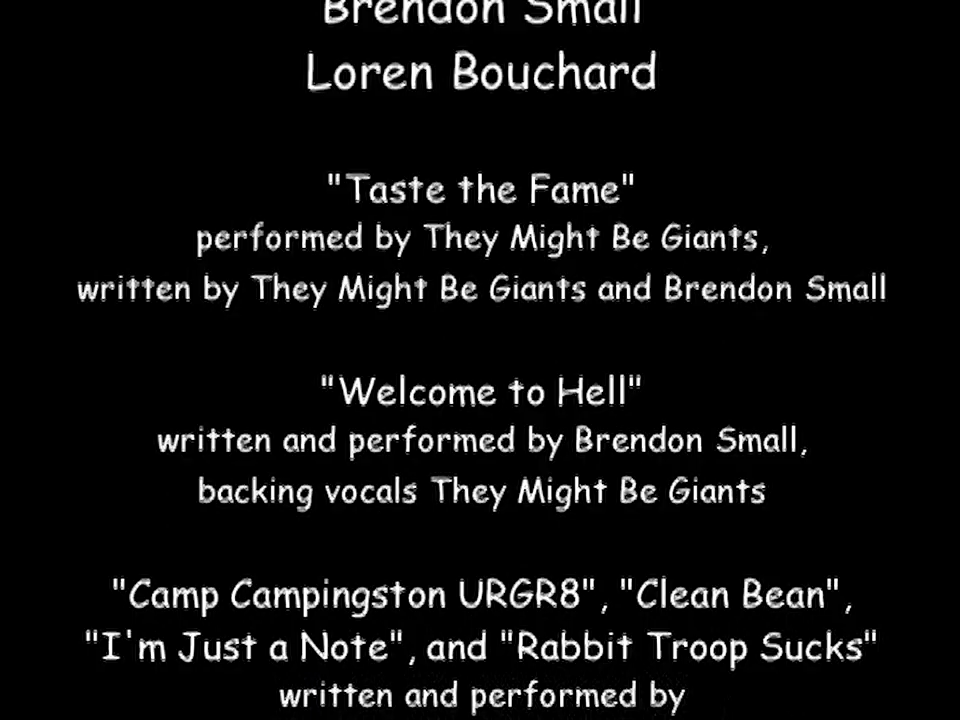 Brendon Small
Loren Bouchard
"Taste the Fame"
performed by They Might Be Giants,
written by They Might Be Giants and Brendon Small
"Welcome to Hell"
written and performed by Brendon Small,
backing vocals They Might Be Giants
"Camp Campingston URGR8", "Clean Bean",
"I'm Just a Note", and "Rabbit Troop Sucks"
written and performed by